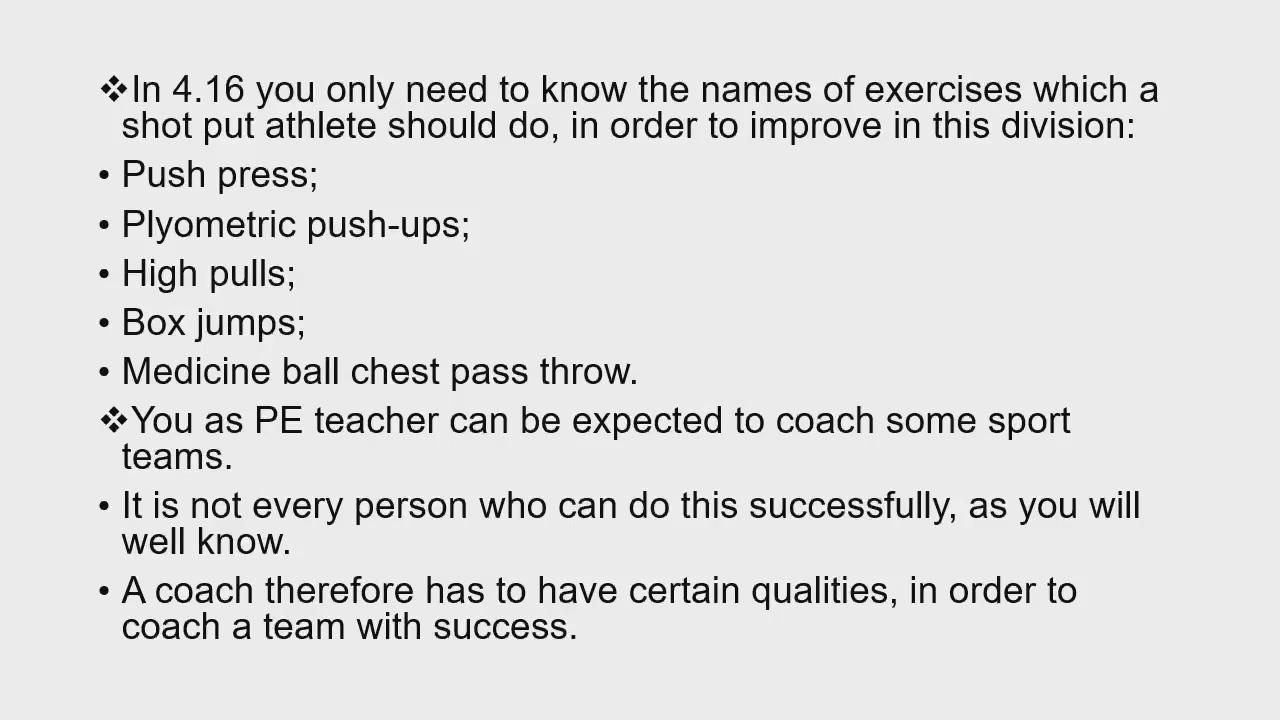 ❖In 4.16 you only need to know the names of exercises which a
shot put athlete should do, in order to improve in this division:
• Push press;
• Plyometric push-ups;
• High pulls;
• Box jumps;
• Medicine ball chest pass throw.
❖You as PE teacher can be expected to coach some sport
teams.
• It is not every person who can do this successfully, as you will
well know.
• A coach therefore has to have certain qualities, in order to
coach a team with success.